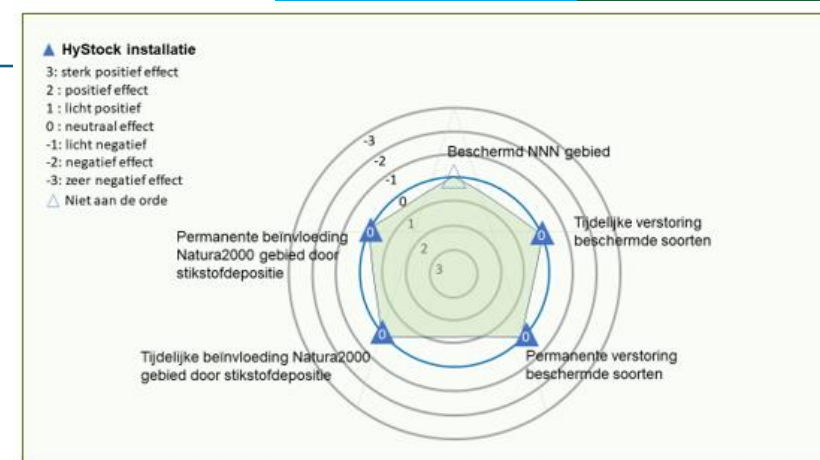 HyStock installatie
3: sterk positief effect
2 : positief effect
1 : licht positief
0 : neutraal effect
-1: licht negatief
-2: negatief effect
-3: zeer negatief effect
Niet aan de orde
-3
-2
-1
0
1
2
3
Beschermd NNN gebied
Tijdelijke verstoring
beschermde soorten
0
Permanente verstoring
beschermde soorten
0
Tijdelijke beïnvloeding Natura2000
gebied door stikstofdepositie
0
Permanente beïnvloeding
Natura2000 gebied door
stikstofdepositie
0